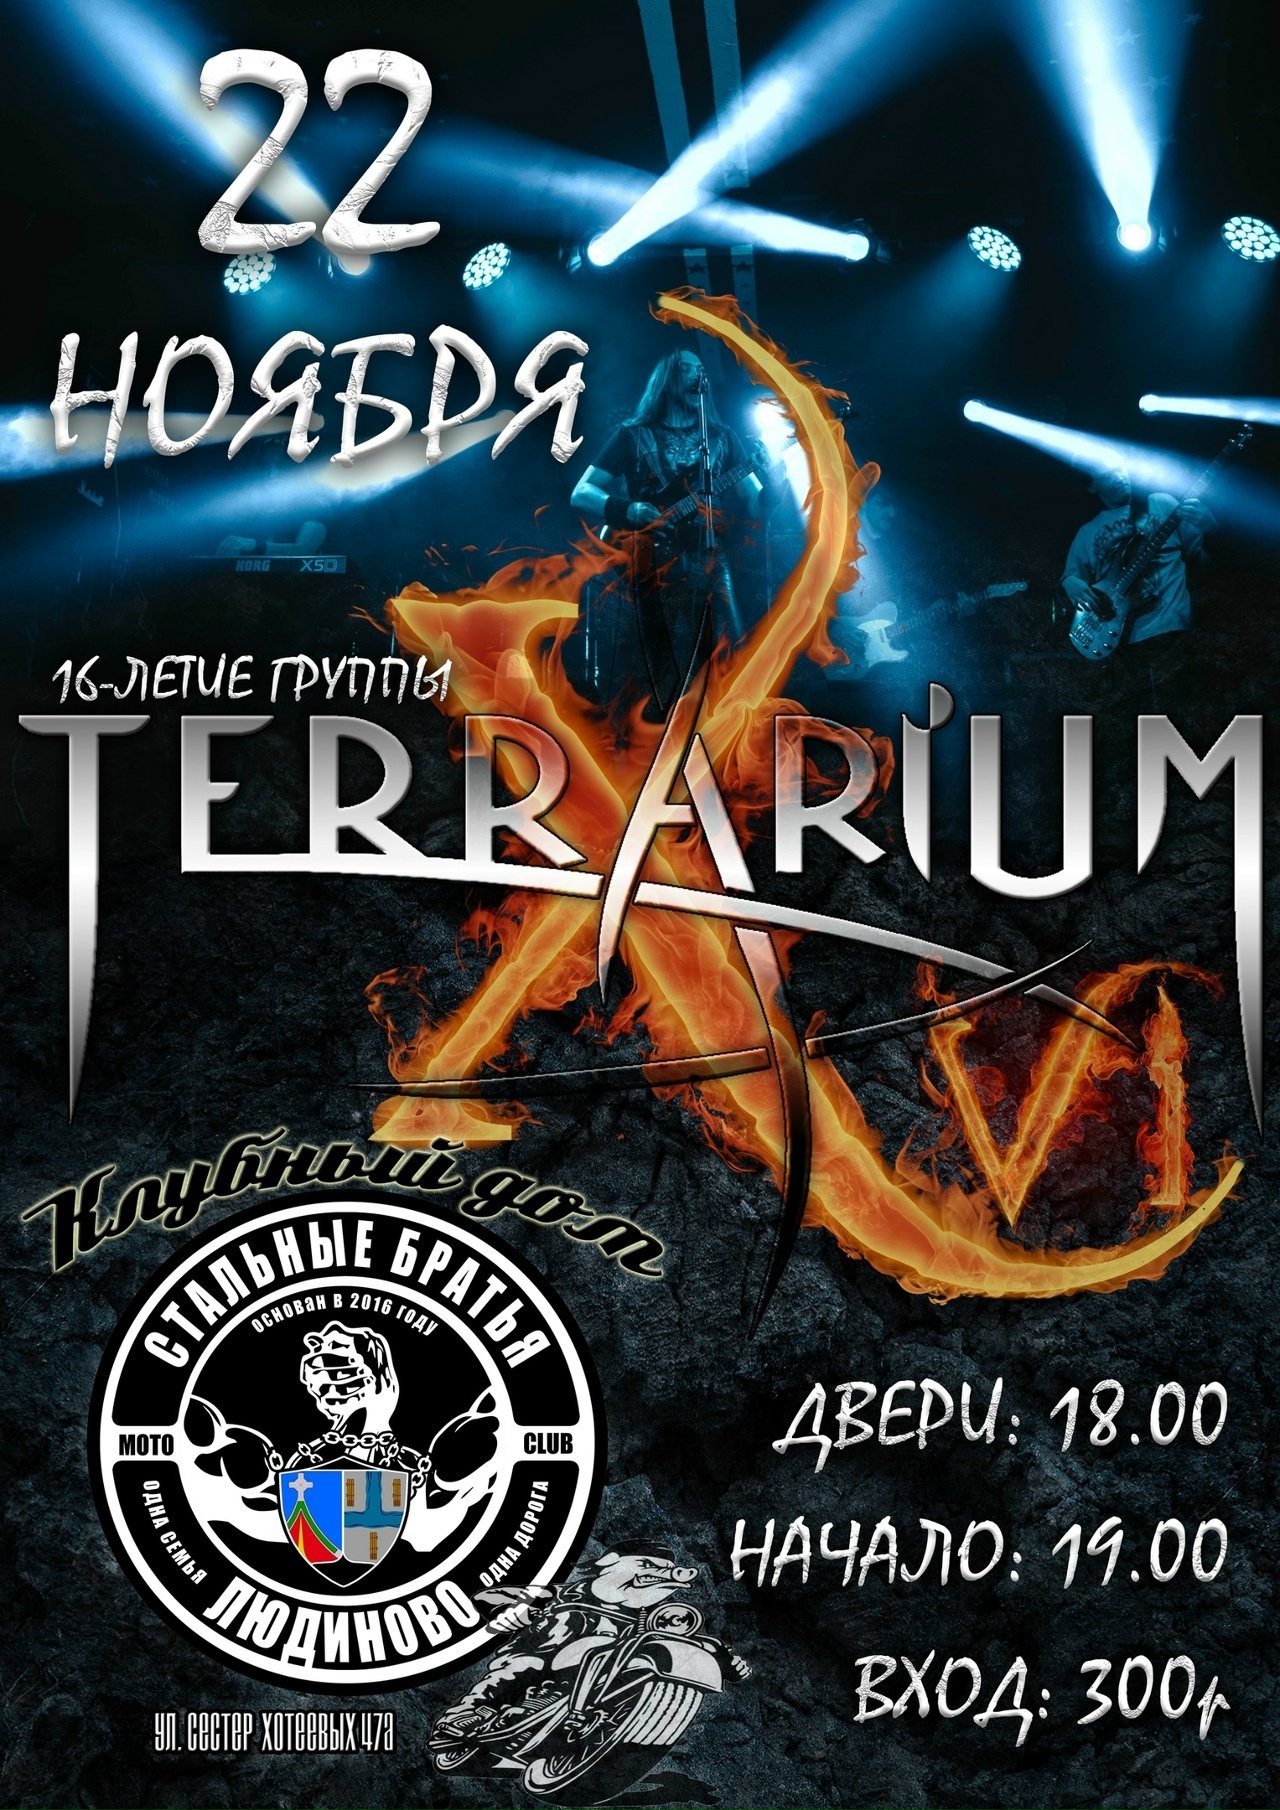 22
НОЯБРЯ
KORG X5D
16-ЛЕТИЕ ГРУППЫ
TERRARIUM
XVI
Клубный дом
СТАЛЬНЫЕ БРАТЬЯ
ОСНОВАН В 2016 ГОДУ
MOTO CLUB
ОДНА СЕМЬЯ
ОДНА ДОРОГА
ЛЮДИНОВО
УЛ. СЕСТЕР ХОТЕЕВЫХ 47а
ДВЕРИ: 18.00
НАЧАЛО: 19.00
ВХОД: 300р